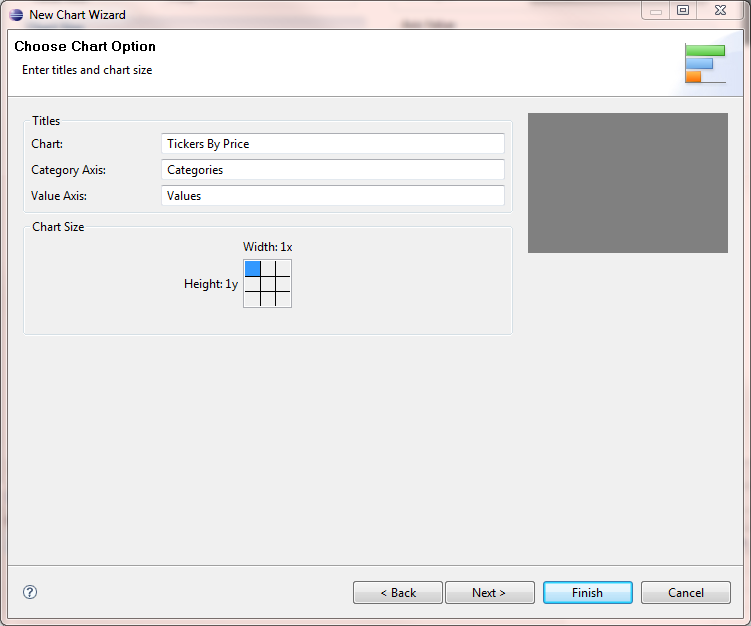 New Chart Wizard
Choose Chart Option
Enter titles and chart size
Titles
Chart: Tickers By Price
Category Axis: Categories
Value Axis: Values
Chart Size
Width: 1x
Height: 1y
? < Back Next > Finish Cancel